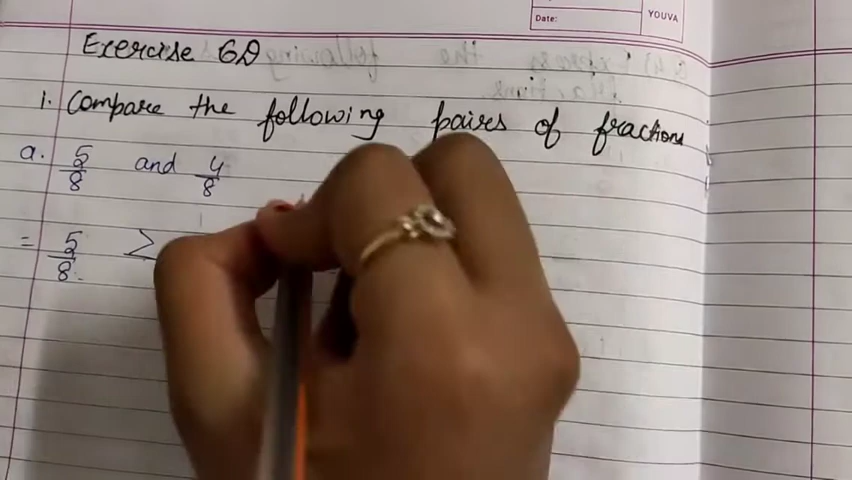 Date:
YOUVA
Exercise 6D
1. Compare the following pairs of fractions
a. 5/8 and 4/8
= 5/8 >